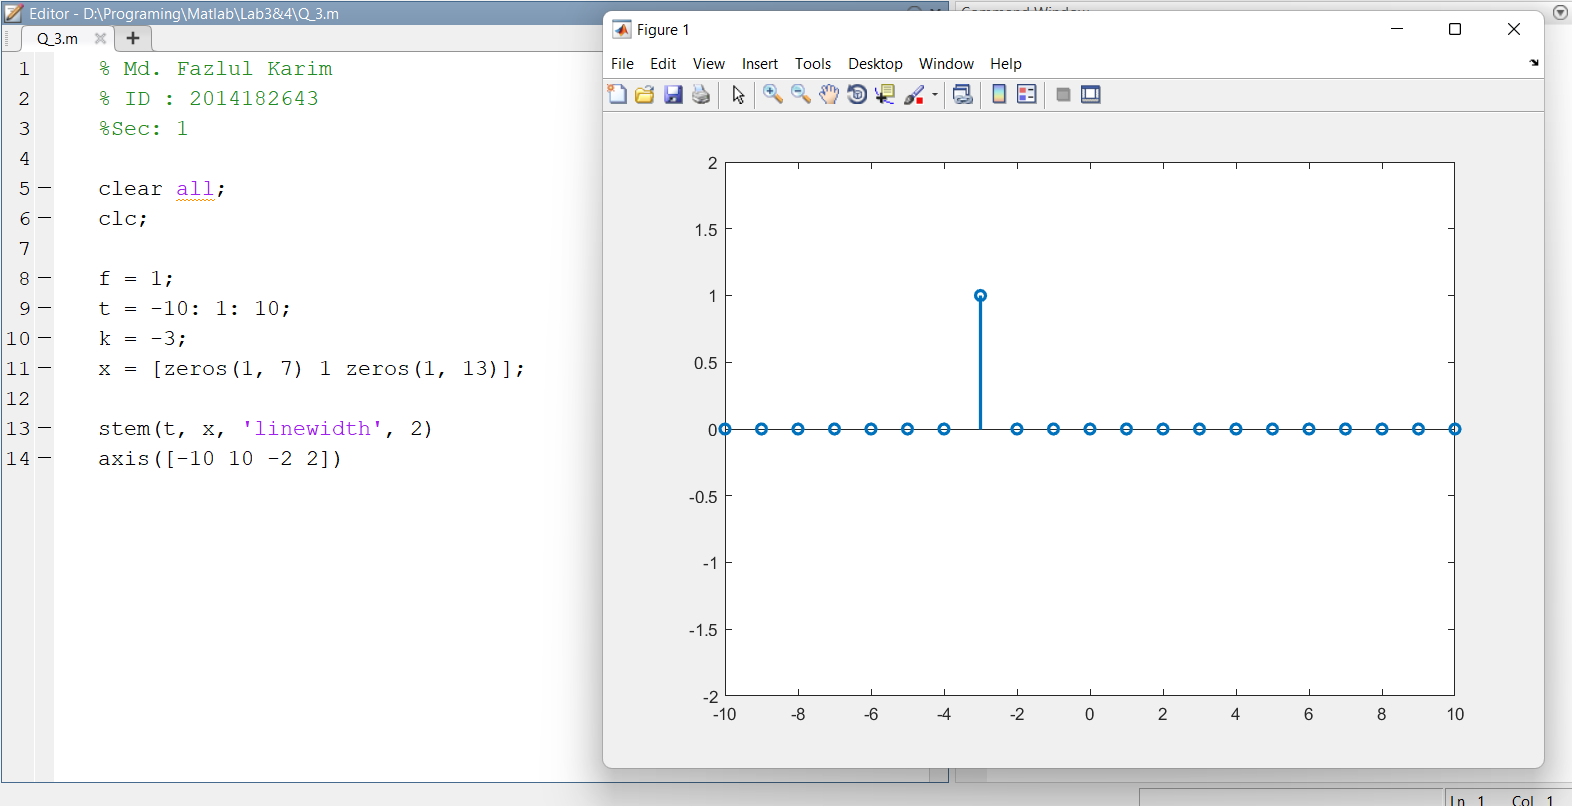 Editor - D:\Programing\Matlab\Lab3&4\Q_3.m
Q_3.m
1 % Md. Fazlul Karim
2 % ID : 2014182643
3 %Sec: 1
4
5 clear all;
6 clc;
7
8 f = 1;
9 t = -10: 1: 10;
10 k = -3;
11 x = [zeros(1, 7) 1 zeros(1, 13)];
12
13 stem(t, x, 'linewidth', 2)
14 axis([-10 10 -2 2])
Command Window
Figure 1
File Edit View Insert Tools Desktop Window Help
2
1.5
1
0.5
0
-0.5
-1
-1.5
-2
-10 -8 -6 -4 -2 0 2 4 6 8 10
Ln 1 Col 1